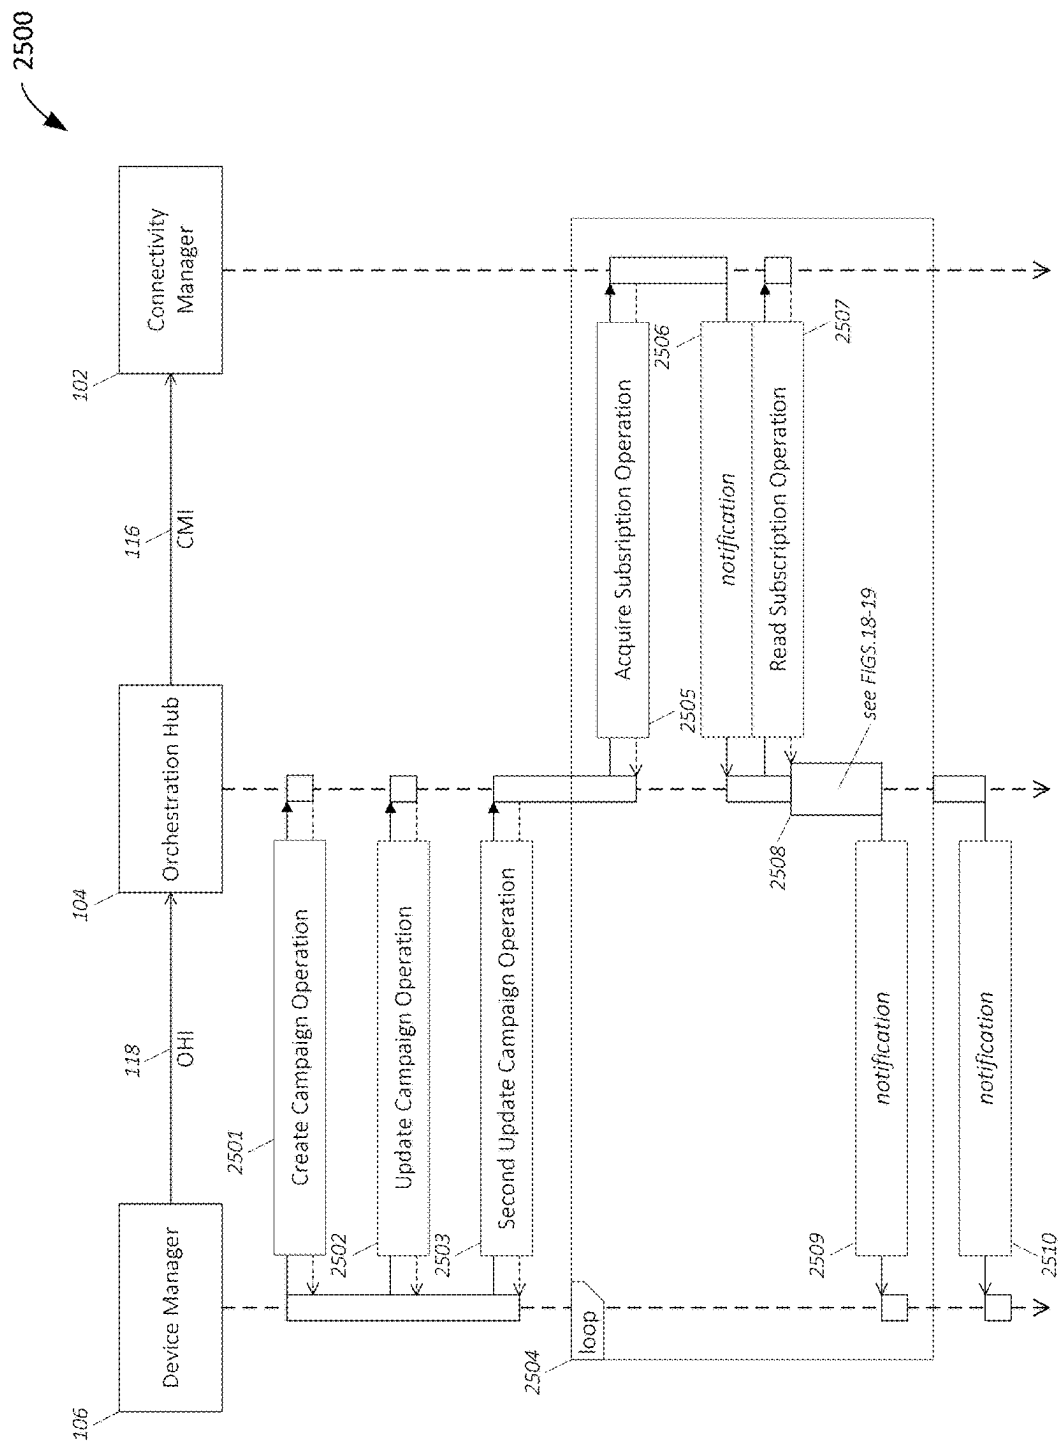 2500
106
Device Manager
118
OHI
104
Orchestration Hub
116
CMI
102
Connectivity
Manager
2501
Create Campaign Operation
2502
Update Campaign Operation
2503
Second Update Campaign Operation
2504
loop
2505
Acquire Subsription Operation
2506
notification
Read Subscription Operation
2507
2508
see FIGS.18-19
2509
notification
2510
notification